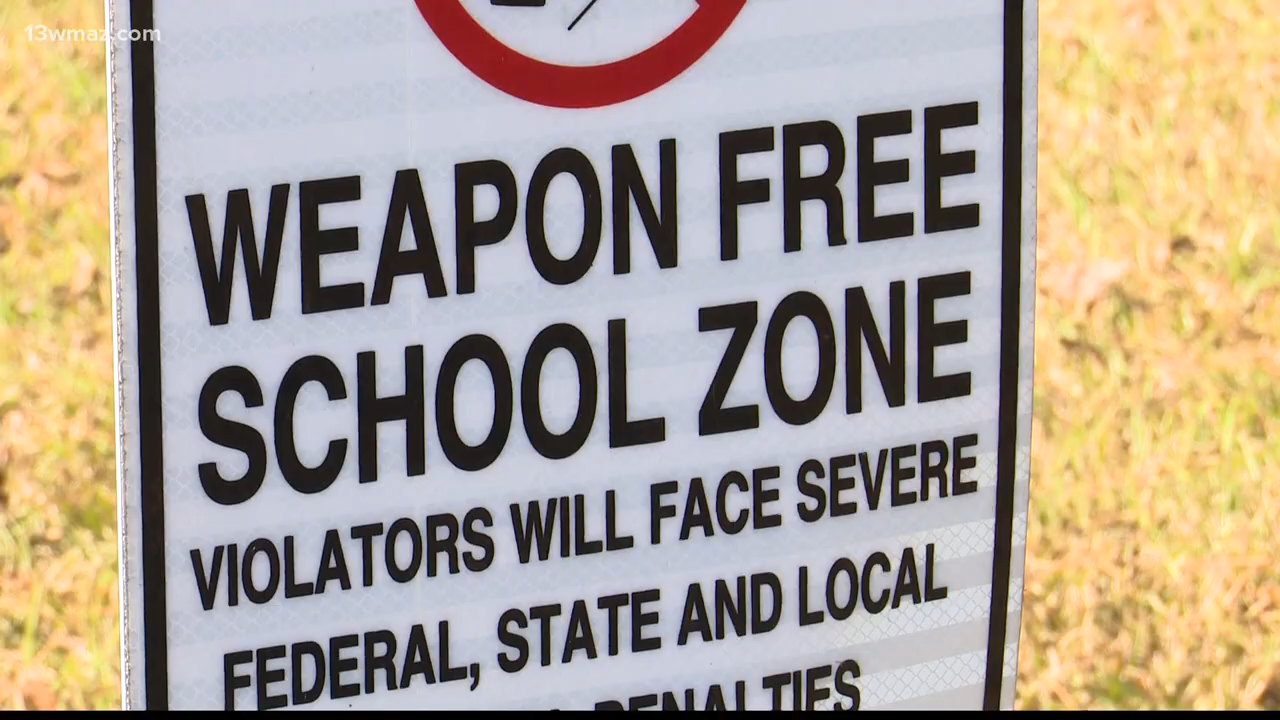 13wmaz.com
WEAPON FREE
SCHOOL ZONE
VIOLATORS WILL FACE SEVERE
FEDERAL, STATE AND LOCAL
PENALTIES